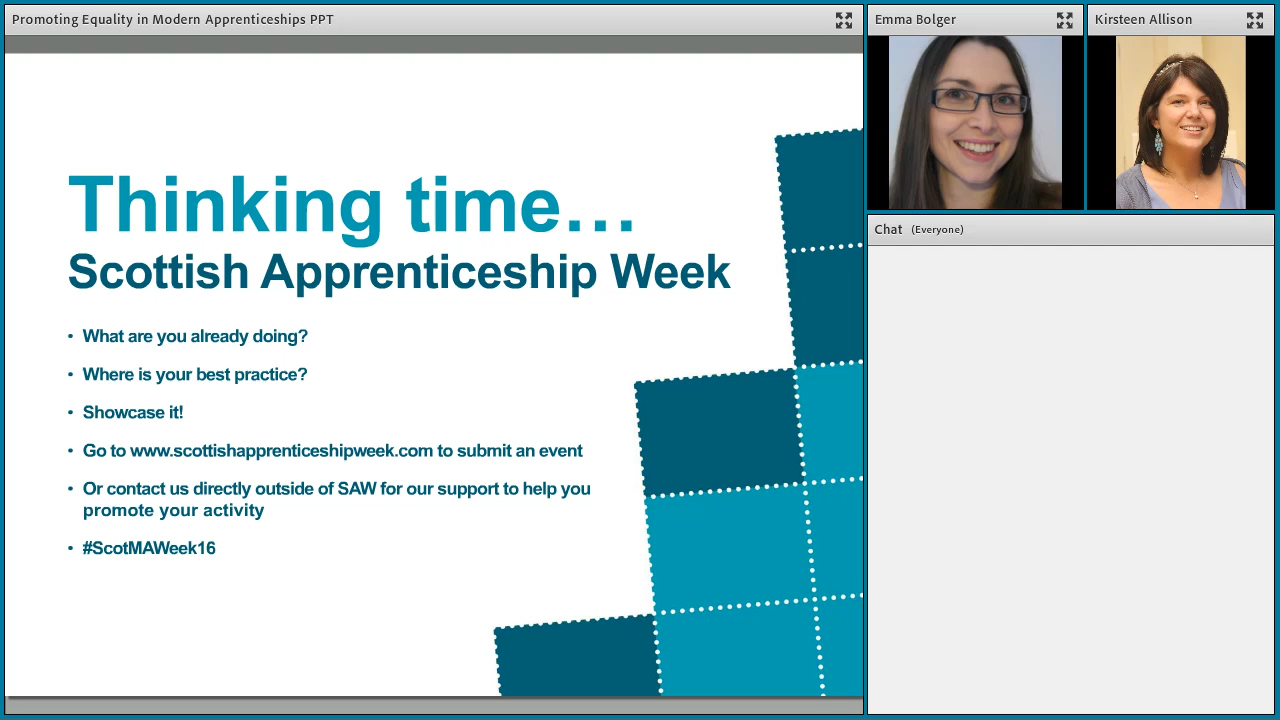 Promoting Equality in Modern Apprenticeships PPT
Emma Bolger
Kirsteen Allison
Chat (Everyone)
Thinking time…
Scottish Apprenticeship Week
• What are you already doing?
• Where is your best practice?
• Showcase it!
• Go to www.scottishapprenticeshipweek.com to submit an event
• Or contact us directly outside of SAW for our support to help you
promote your activity
• #ScotMAWeek16